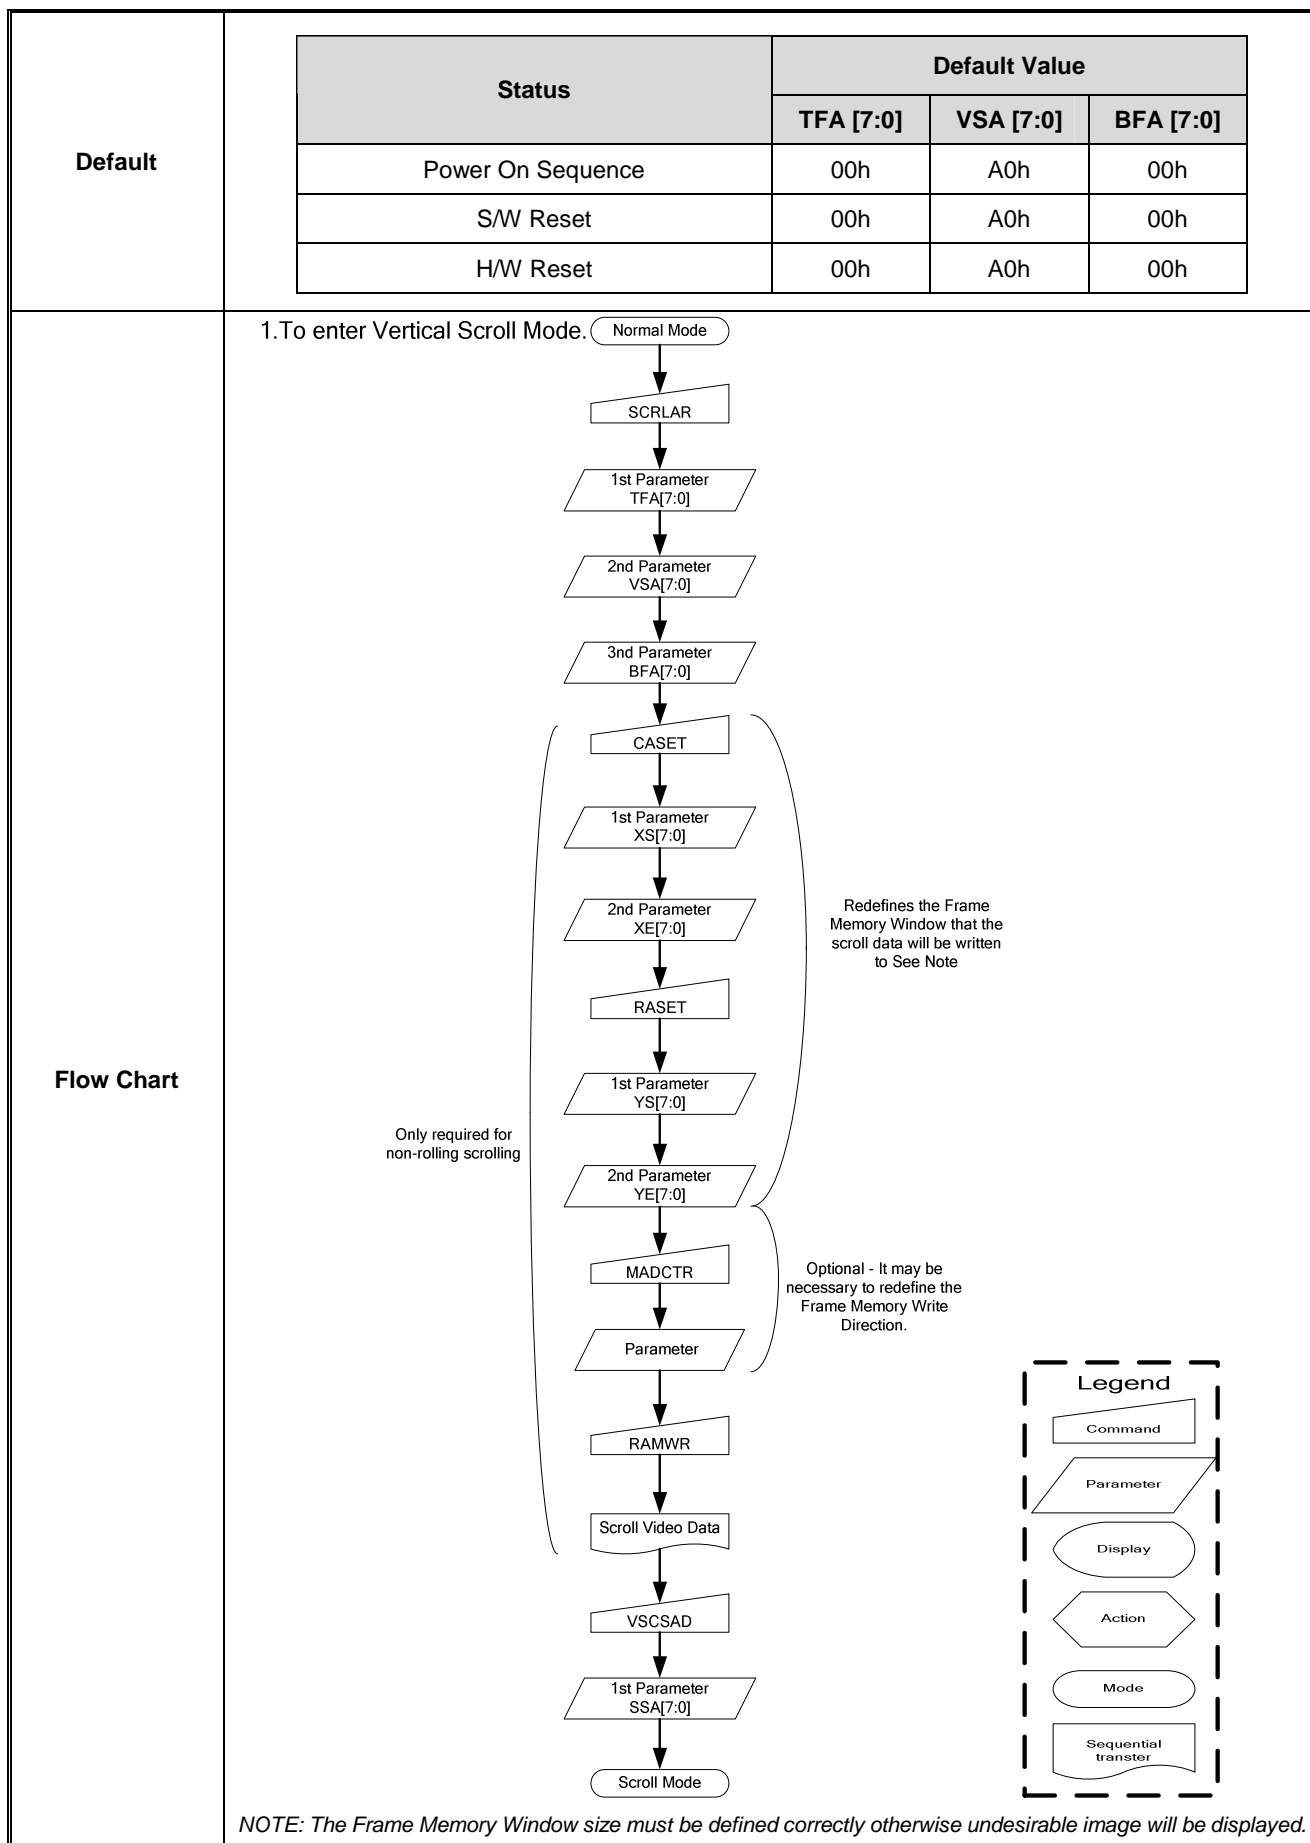 Default
Status
Default Value
TFA [7:0]
VSA [7:0]
BFA [7:0]
Power On Sequence
00h
A0h
00h
S/W Reset
00h
A0h
00h
H/W Reset
00h
A0h
00h
Flow Chart
1.To enter Vertical Scroll Mode.
Normal Mode
SCRLAR
1st Parameter
TFA[7:0]
2nd Parameter
VSA[7:0]
3nd Parameter
BFA[7:0]
CASET
1st Parameter
XS[7:0]
2nd Parameter
XE[7:0]
Redefines the Frame
Memory Window that the
scroll data will be written
to See Note
RASET
1st Parameter
YS[7:0]
Only required for
non-rolling scrolling
2nd Parameter
YE[7:0]
MADCTR
Optional - It may be
necessary to redefine the
Frame Memory Write
Direction.
Parameter
RAMWR
Scroll Video Data
VSCSAD
1st Parameter
SSA[7:0]
Scroll Mode
Legend
Command
Parameter
Display
Action
Mode
Sequential
transter
NOTE: The Frame Memory Window size must be defined correctly otherwise undesirable image will be displayed.